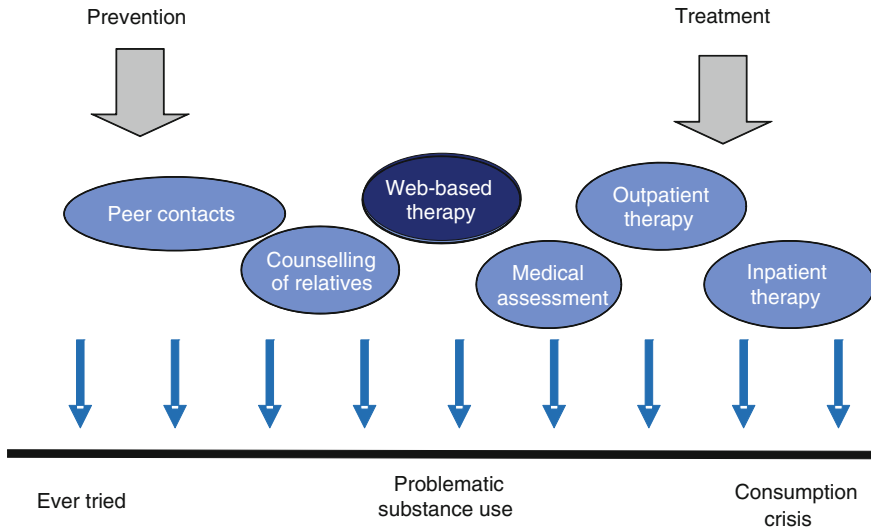 Prevention
Treatment
Peer contacts
Counselling
of relatives
Web-based
therapy
Medical
assessment
Outpatient
therapy
Inpatient
therapy
Ever tried
Problematic
substance use
Consumption
crisis